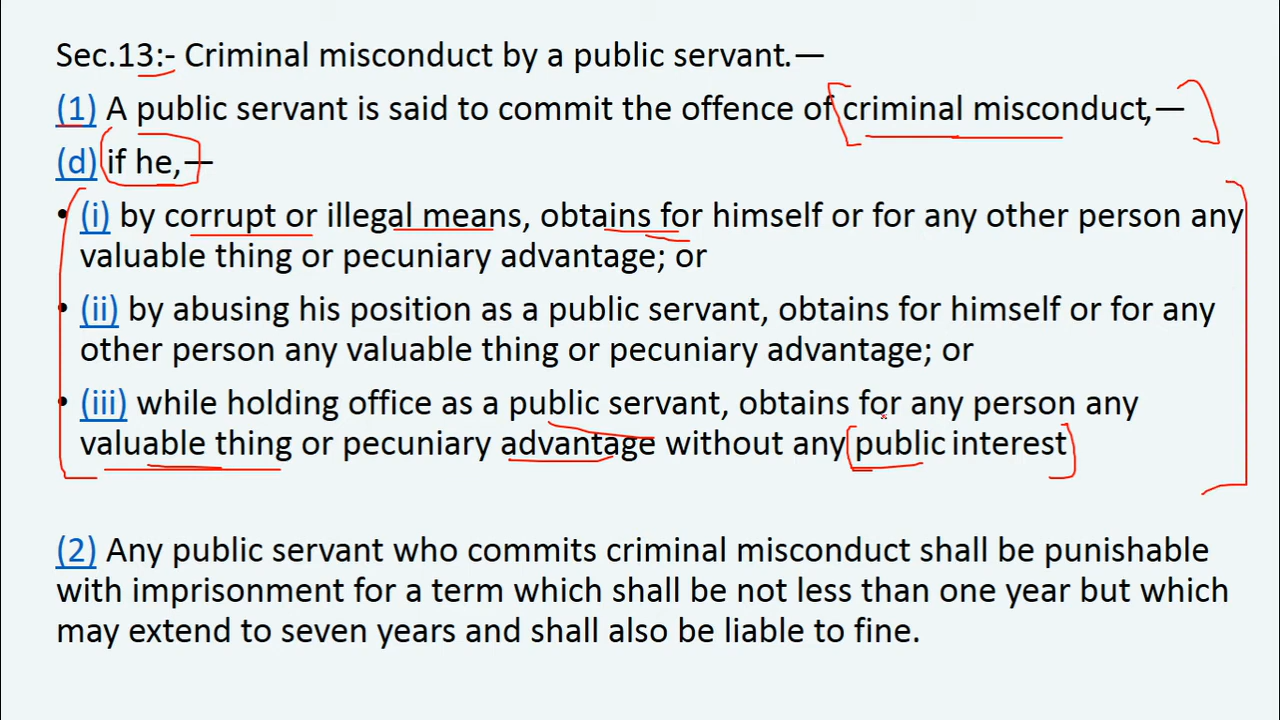 Sec.13:- Criminal misconduct by a public servant.—
(1) A public servant is said to commit the offence of criminal misconduct,—
(d) if he,—
• (i) by corrupt or illegal means, obtains for himself or for any other person any
valuable thing or pecuniary advantage; or
• (ii) by abusing his position as a public servant, obtains for himself or for any
other person any valuable thing or pecuniary advantage; or
• (iii) while holding office as a public servant, obtains for any person any
valuable thing or pecuniary advantage without any public interest
(2) Any public servant who commits criminal misconduct shall be punishable
with imprisonment for a term which shall be not less than one year but which
may extend to seven years and shall also be liable to fine.